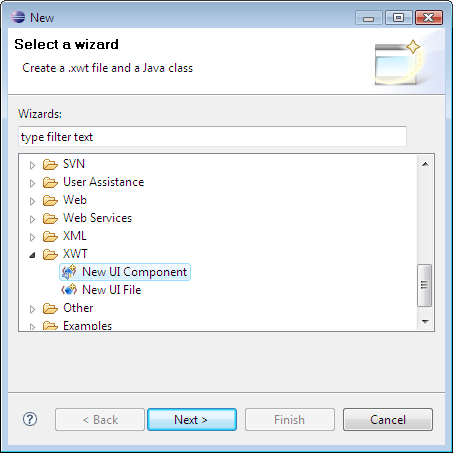 New
Select a wizard
Create a .xwt file and a Java class
Wizards:
type filter text
SVN
User Assistance
Web
Web Services
XML
XWT
New UI Component
New UI File
Other
Examples
?
< Back
Next >
Finish
Cancel